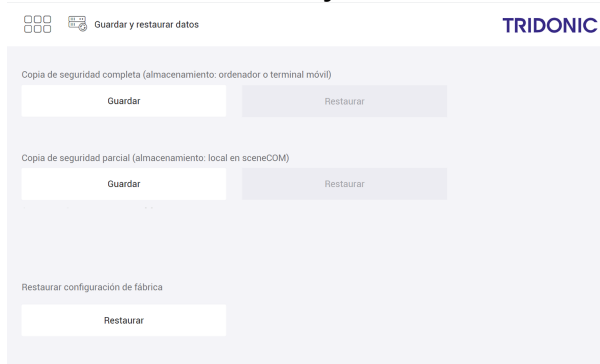 Guardar y restaurar datos
TRIDONIC
Copia de seguridad completa (almacenamiento: ordenador o terminal móvil)
Guardar
Restaurar
Copia de seguridad parcial (almacenamiento: local en sceneCOM)
Guardar
Restaurar
Restaurar configuración de fábrica
Restaurar